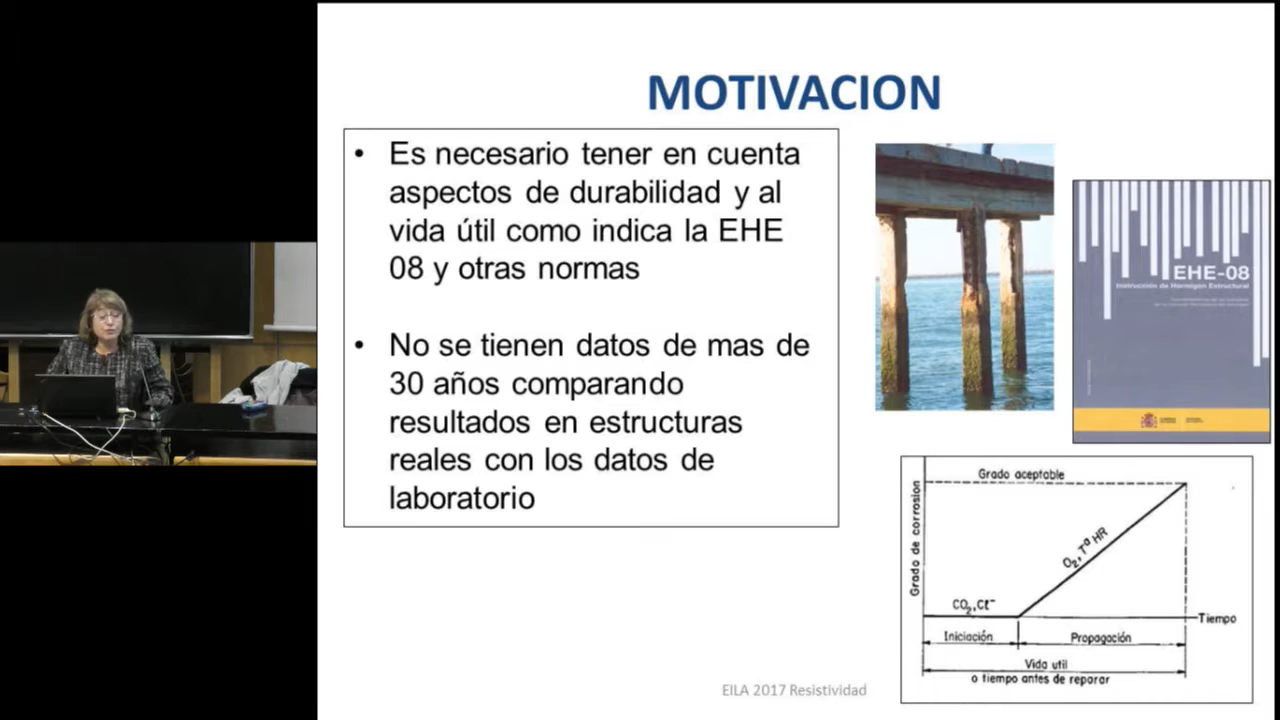 MOTIVACION
• Es necesario tener en cuenta
aspectos de durabilidad y al
vida útil como indica la EHE
08 y otras normas
• No se tienen datos de mas de
30 años comparando
resultados en estructuras
reales con los datos de
laboratorio
EHE-08
Instrucción de Hormigón Estructural
Grado de corrosion
Grado aceptable
O2, Tª HR
CO2, Cl-
Tiempo
Iniciación
Propagación
Vida util
o tiempo antes de reparar
EILA 2017 Resistividad